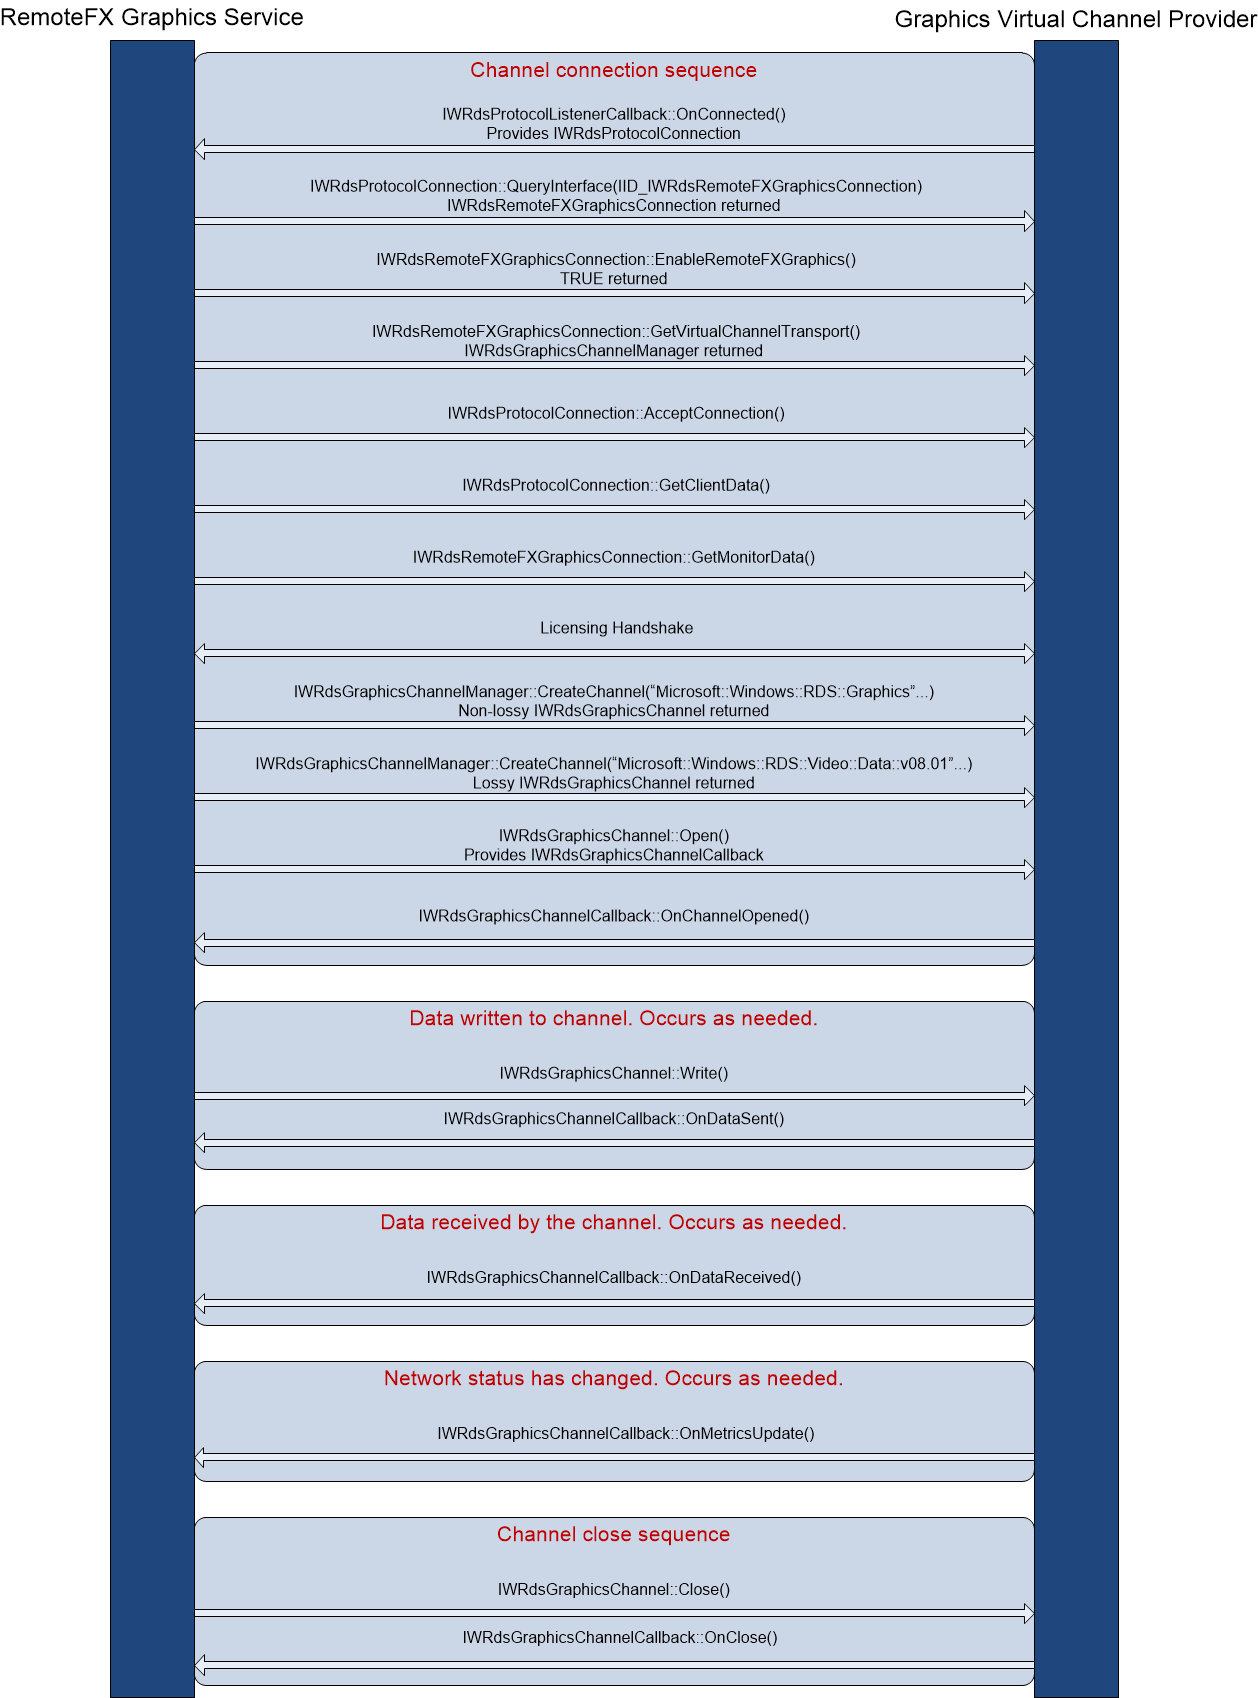 RemoteFX Graphics Service
Graphics Virtual Channel Provider
Channel connection sequence
IWRdsProtocolListenerCallback::OnConnected()
Provides IWRdsProtocolConnection
IWRdsProtocolConnection::QueryInterface(IID_IWRdsRemoteFXGraphicsConnection)
IWRdsRemoteFXGraphicsConnection returned
IWRdsRemoteFXGraphicsConnection::EnableRemoteFXGraphics()
TRUE returned
IWRdsRemoteFXGraphicsConnection::GetVirtualChannelTransport()
IWRdsGraphicsChannelManager returned
IWRdsProtocolConnection::AcceptConnection()
IWRdsProtocolConnection::GetClientData()
IWRdsRemoteFXGraphicsConnection::GetMonitorData()
Licensing Handshake
IWRdsGraphicsChannelManager::CreateChannel(“Microsoft::Windows::RDS::Graphics”...)
Non-lossy IWRdsGraphicsChannel returned
IWRdsGraphicsChannelManager::CreateChannel(“Microsoft::Windows::RDS::Video::Data::v08.01”...)
Lossy IWRdsGraphicsChannel returned
IWRdsGraphicsChannel::Open()
Provides IWRdsGraphicsChannelCallback
IWRdsGraphicsChannelCallback::OnChannelOpened()
Data written to channel. Occurs as needed.
IWRdsGraphicsChannel::Write()
IWRdsGraphicsChannelCallback::OnDataSent()
Data received by the channel. Occurs as needed.
IWRdsGraphicsChannelCallback::OnDataReceived()
Network status has changed. Occurs as needed.
IWRdsGraphicsChannelCallback::OnMetricsUpdate()
Channel close sequence
IWRdsGraphicsChannel::Close()
IWRdsGraphicsChannelCallback::OnClose()